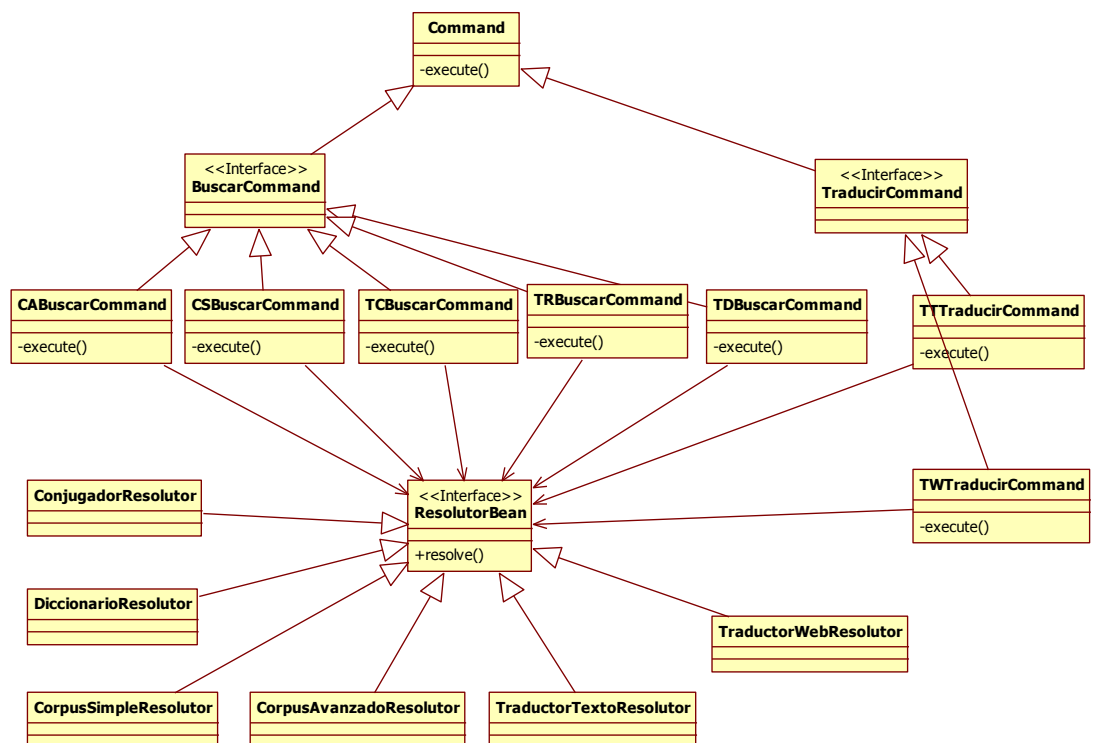 Command
-execute()
<<Interface>>
BuscarCommand
<<Interface>>
TraducirCommand
CABuscarCommand
-execute()
CSBuscarCommand
-execute()
TCBuscarCommand
-execute()
TRBuscarCommand
-execute()
TDBuscarCommand
-execute()
TTTraducirCommand
-execute()
ConjugadorResolutor
<<Interface>>
ResolutorBean
+resolve()
TWTraducirCommand
-execute()
DiccionarioResolutor
TraductorWebResolutor
CorpusSimpleResolutor
CorpusAvanzadoResolutor
TraductorTextoResolutor